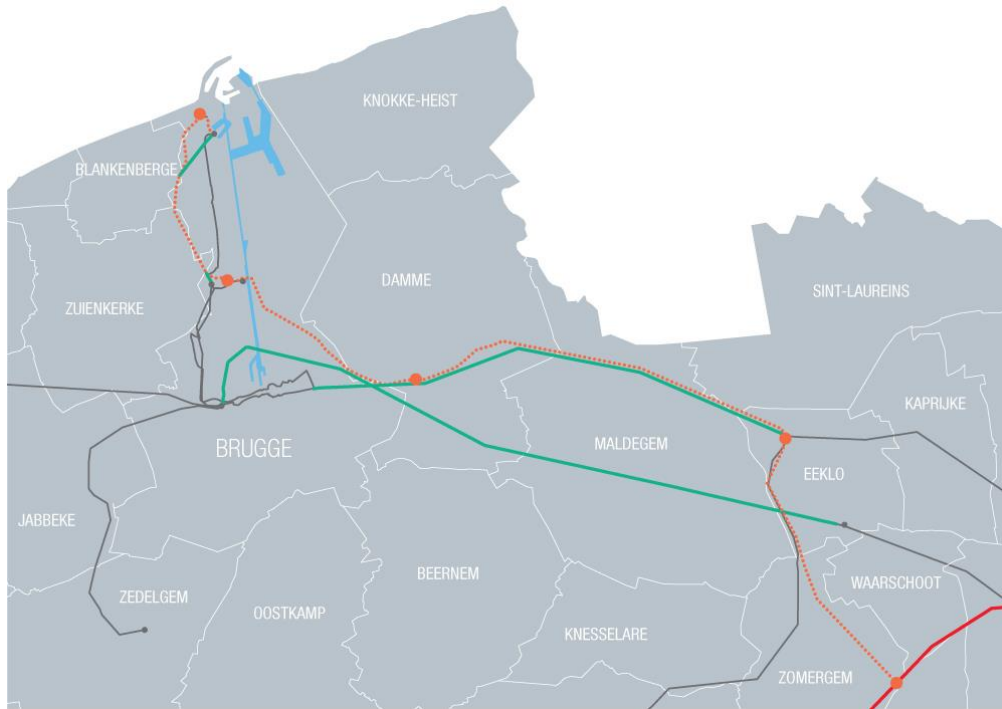 KNOKKE-HEIST
BLANKENBERGE
DAMME
SINT-LAUREINS
ZUIENKERKE
KAPRIJKE
BRUGGE
MALDEGEM
EEKLO
JABBEKE
BEERNEM
WAARSCHOOT
ZEDELGEM
OOSTKAMP
KNESSELARE
ZOMERGEM